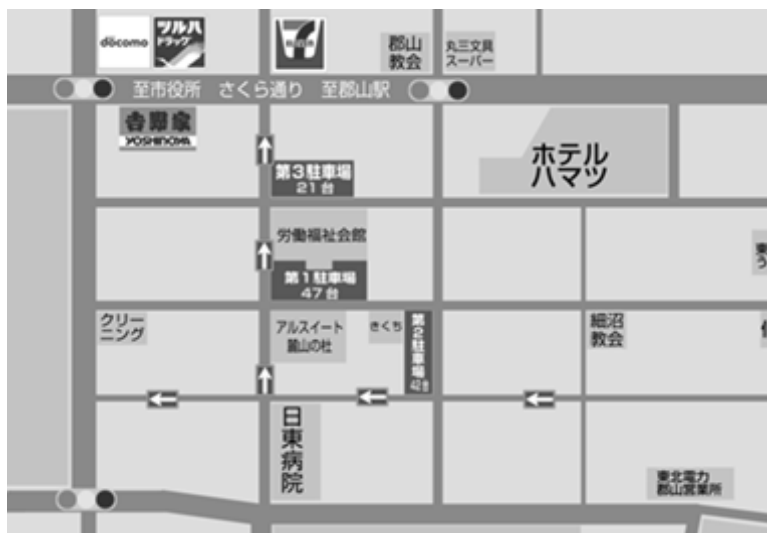 döcomo
ツルハ
ドラッグ
郡山
教会
丸三文具
スーパー
至市役所 さくら通り 至郡山駅
吉野家
YOSHINOYA
第3駐車場
21台
ホテル
ハマツ
労働福祉会館
第1駐車場
47台
クリー
ニング
アルスイート
麓山の杜
きくち
第2駐車場
42台
細沼
教会
日東病院
東北電力
郡山営業所